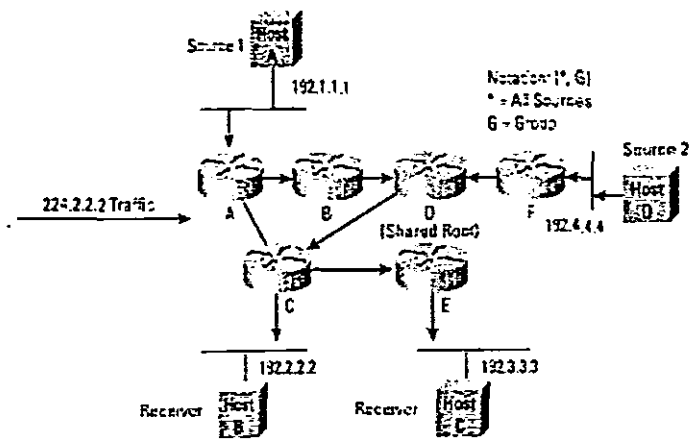 Source 1
Host
A
192.1.1.1
Notation: (*, G)
* = All Sources
G = Group
Source 2
Host
D
192.4.4.4
224.2.2.2 Traffic
A
B
D
F
(Shared Root)
C
E
192.2.2.2
192.3.3.3
Receiver
Host
B
Receiver
Host
C